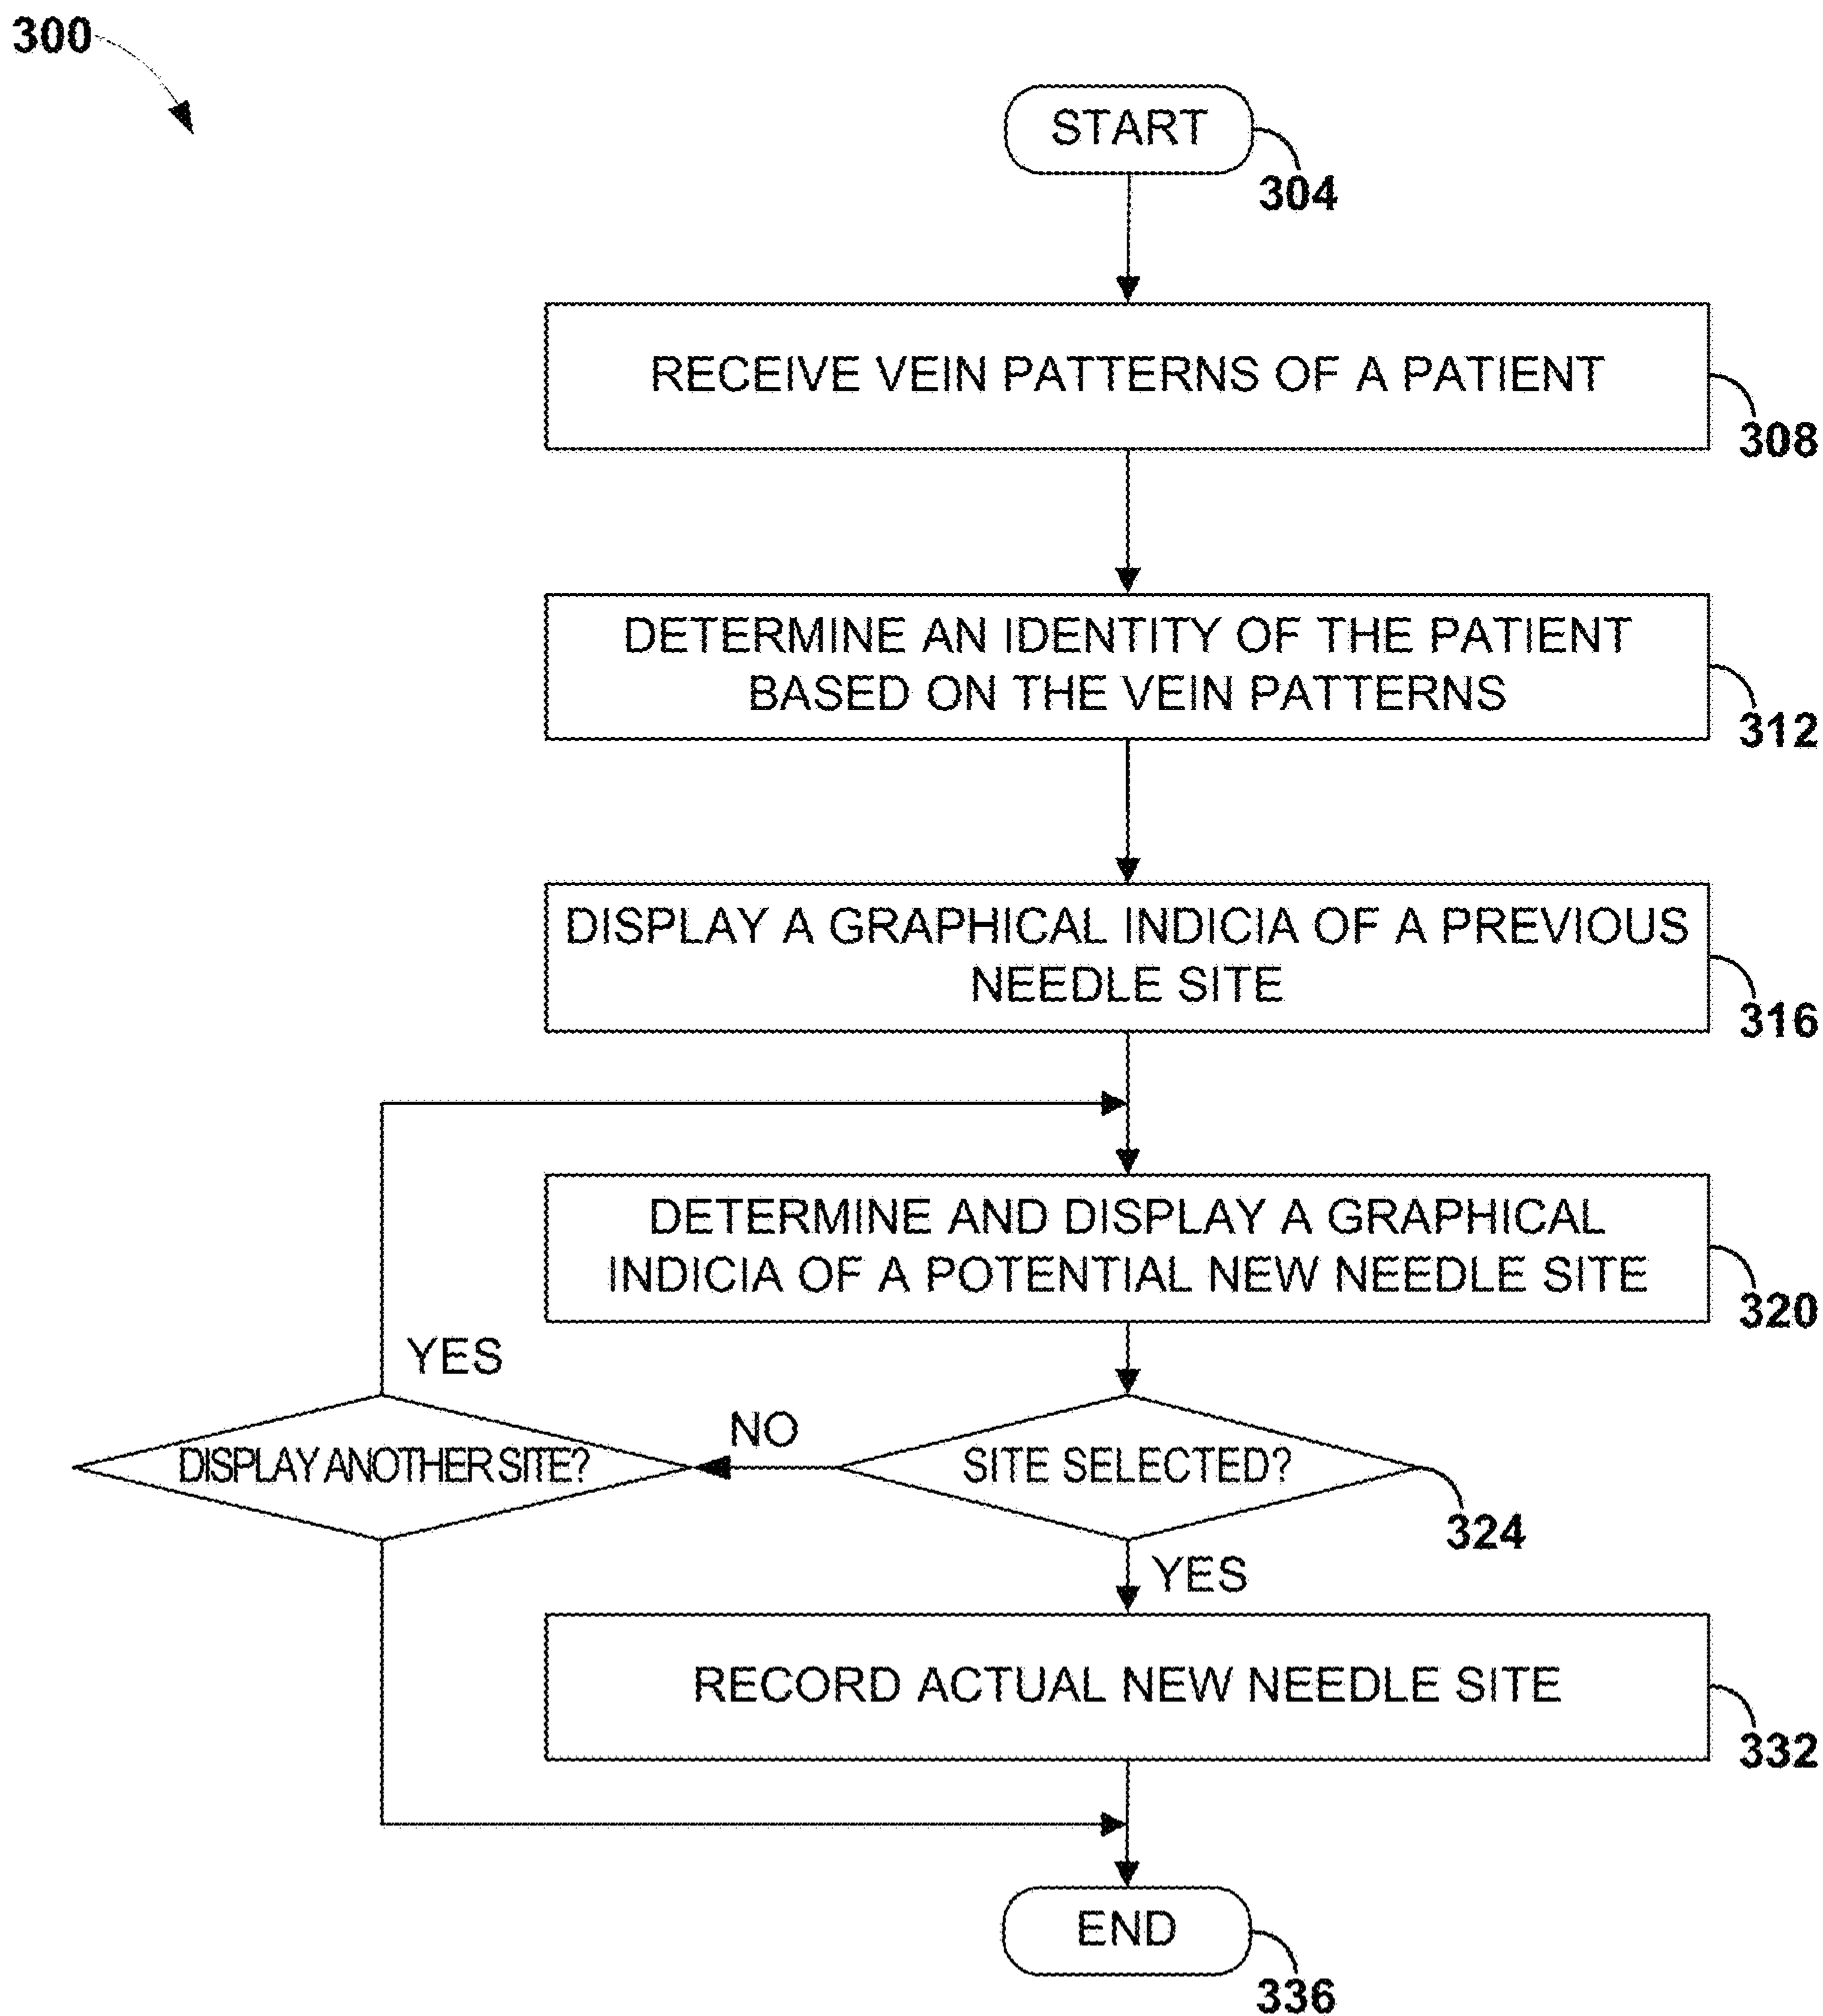 300
START
304
RECEIVE VEIN PATTERNS OF A PATIENT
308
DETERMINE AN IDENTITY OF THE PATIENT
BASED ON THE VEIN PATTERNS
312
DISPLAY A GRAPHICAL INDICIA OF A PREVIOUS
NEEDLE SITE
316
DETERMINE AND DISPLAY A GRAPHICAL
INDICIA OF A POTENTIAL NEW NEEDLE SITE
320
YES
DISPLAY ANOTHER SITE?
NO
SITE SELECTED?
324
YES
RECORD ACTUAL NEW NEEDLE SITE
332
END
336